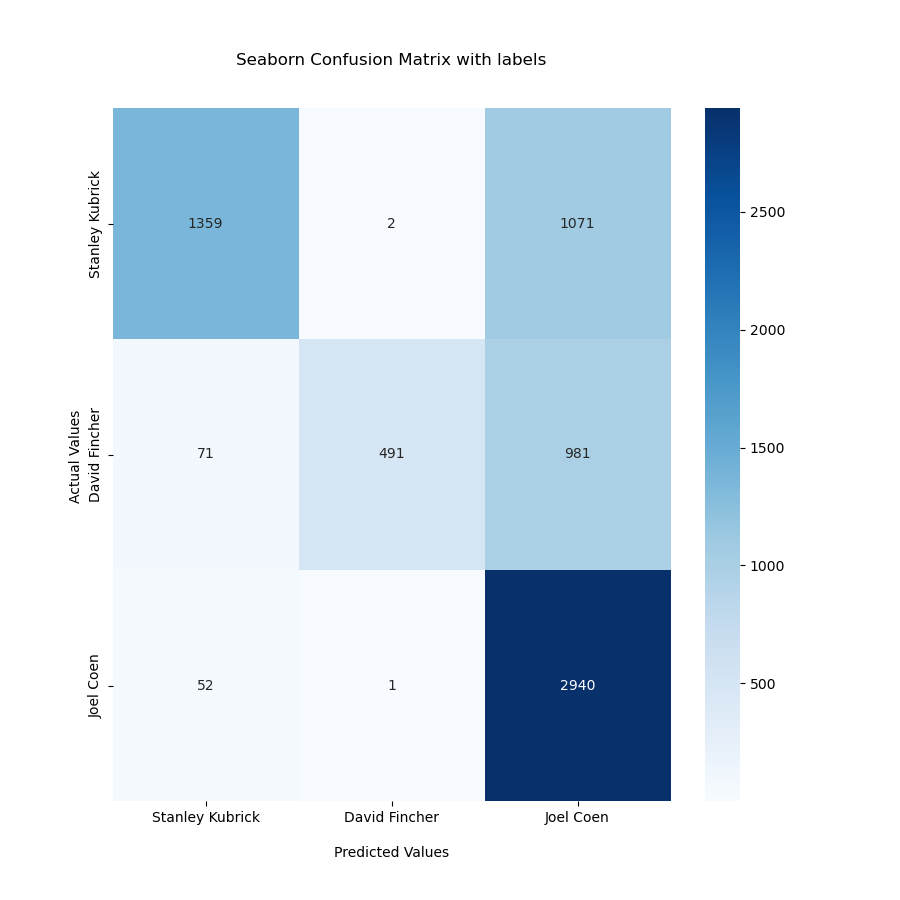 Seaborn Confusion Matrix with labels
Actual Values
Stanley Kubrick
1359
2
1071
David Fincher
71
491
981
Joel Coen
52
1
2940
Stanley Kubrick
David Fincher
Joel Coen
Predicted Values
2500
2000
1500
1000
500